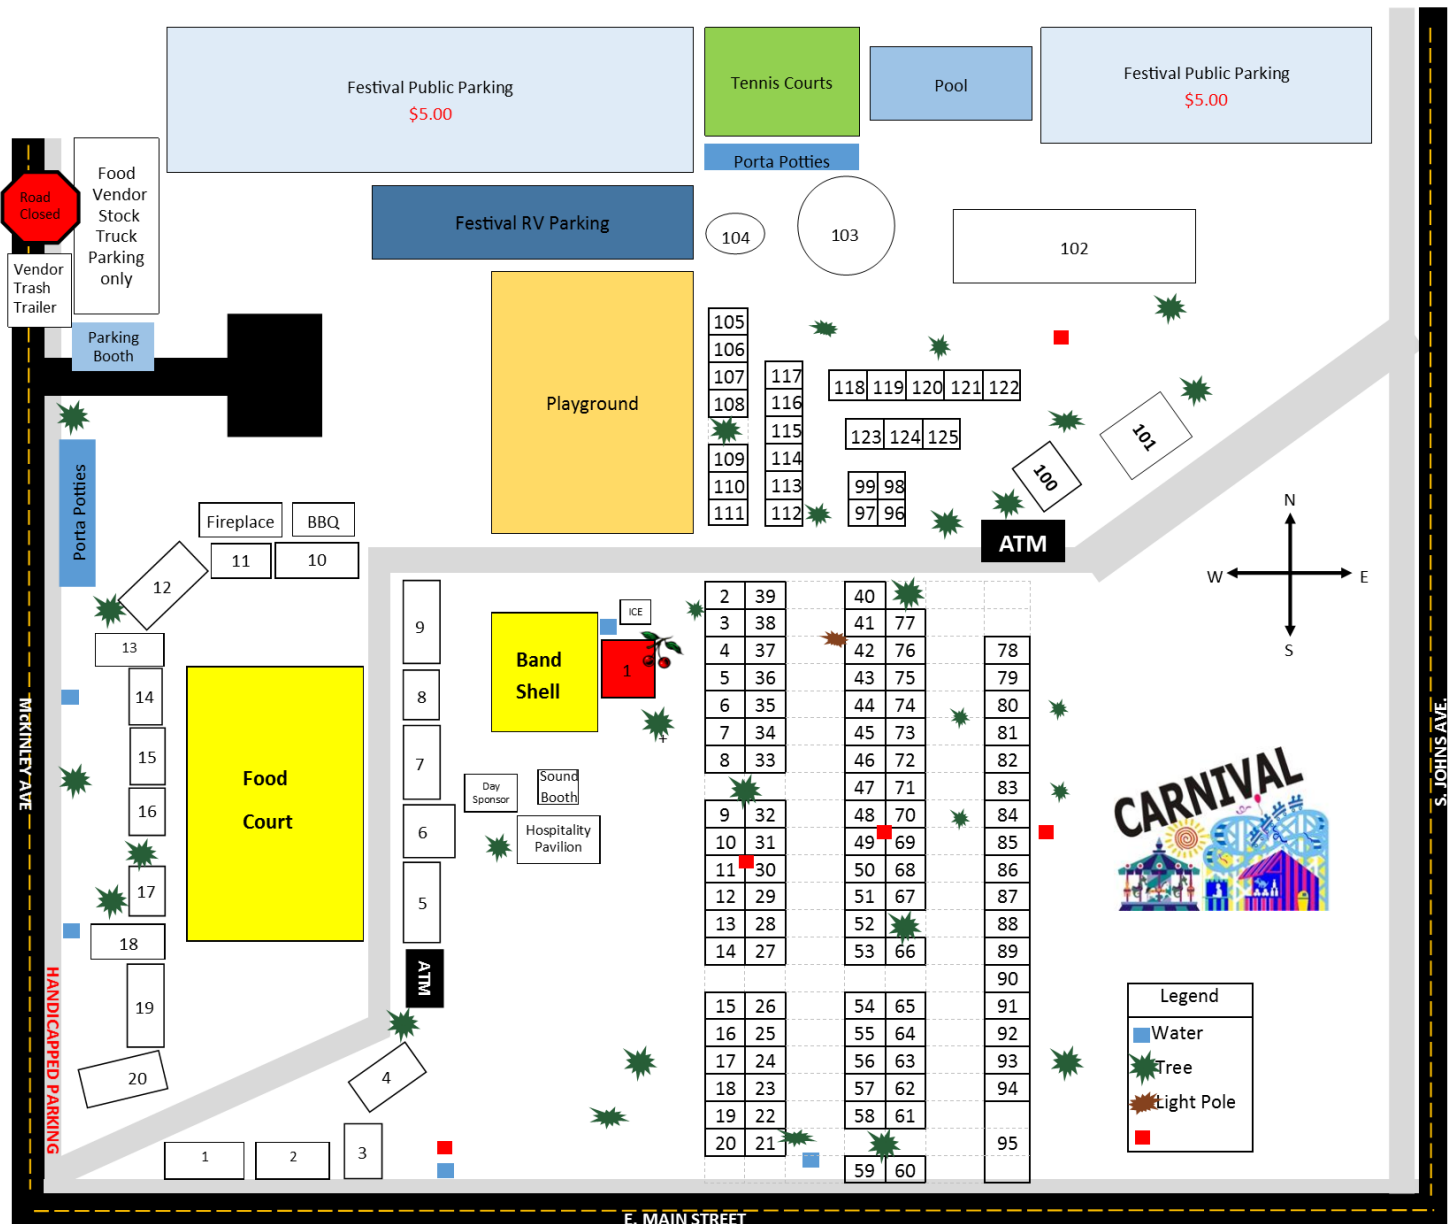 Festival Public Parking
$5.00
Tennis Courts
Pool
Festival Public Parking
$5.00
Porta Potties
Road
Closed
Food
Vendor
Stock
Truck
Parking
only
Vendor
Trash
Trailer
Parking
Booth
Festival RV Parking
104
103
102
Playground
105
106
107
108
109
110
111
117
116
115
114
113
112
118 119 120 121 122
123 124 125
99 98
97 96
100
101
ATM
N
W E
S
Porta Potties
Fireplace
BBQ
11
10
12
13
14
15
16
17
18
19
20
Food
Court
9
8
7
6
5
ATM
4
3
2
1
Band
Shell
ICE
1
Day
Sponsor
Sound
Booth
Hospitality
Pavilion
+
2 39
3 38
4 37
5 36
6 35
7 34
8 33
9 32
10 31
11 30
12 29
13 28
14 27
15 26
16 25
17 24
18 23
19 22
20 21
40
41 77
42 76
43 75
44 74
45 73
46 72
47 71
48 70
49 69
50 68
51 67
52
53 66
54 65
55 64
56 63
57 62
58 61
59 60
78
79
80
81
82
83
84
85
86
87
88
89
90
91
92
93
94
95
CARNIVAL
Legend
Water
Tree
Light Pole
McKINLEY AVE
HANDICAPPED PARKING
S. JOHNS AVE.
E. MAIN STREET